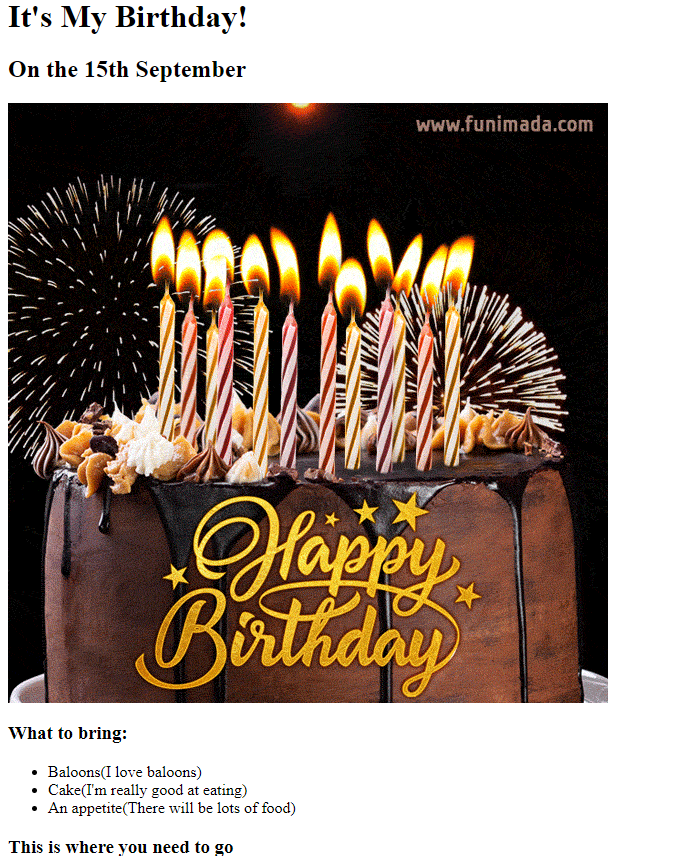 It's My Birthday!
On the 15th September
www.funimada.com
Happy
Birthday
What to bring:
Baloons(I love baloons)
Cake(I'm really good at eating)
An appetite(There will be lots of food)
This is where you need to go